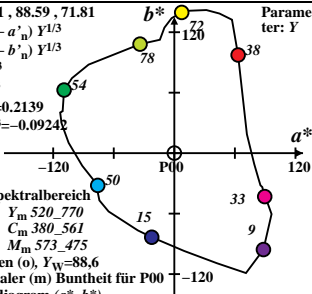 1 , 88.59 , 71.81
b*
Parame-
ter: Y
– a’n) Y1/3
– b’n) Y1/3
120
72
78
38
54
=0.2139
=−0.09242
a*
−120
P00
120
50
33
15
9
pektralbereich
Ym 520_770
Cm 380_561
Mm 573_475
en (o), YW=88,6
aler (m) Buntheit für P00
−120